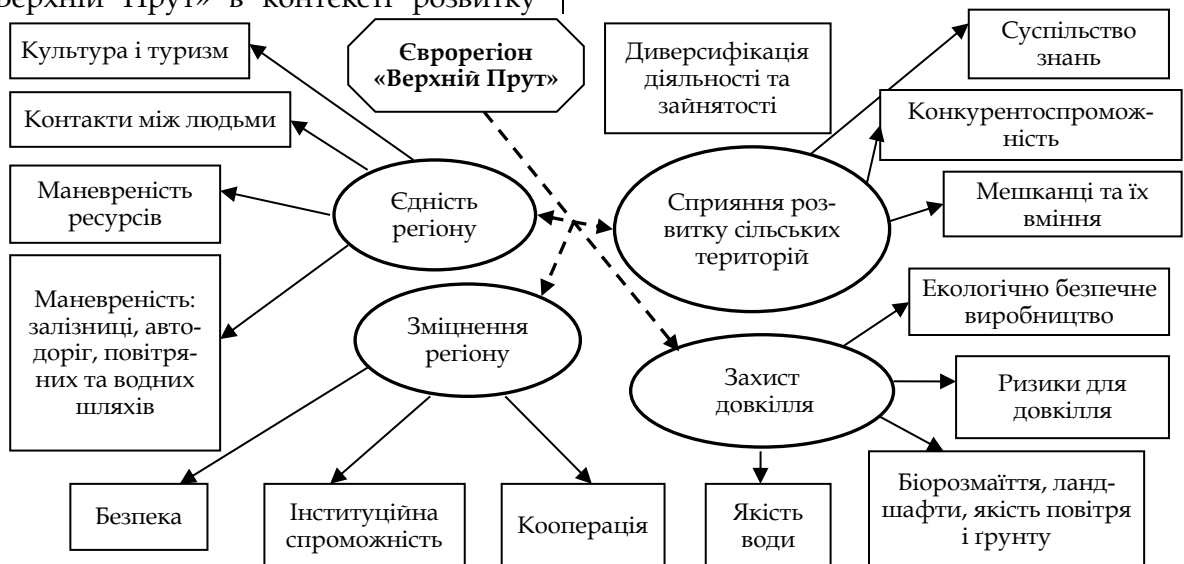 Верхній Прут» в контексті розвитку
Культура і туризм
Єврорегіон
«Верхній Прут»
Диверсифікація
діяльності та
зайнятості
Суспільство
знань
Контакти між людьми
Конкурентоспромож-
ність
Маневреність
ресурсів
Єдність
регіону
Сприяння роз-
витку сільських
територій
Мешканці та їх
вміння
Маневреність:
залізниці, авто-
доріг, повітря-
них та водних
шляхів
Зміцнення
регіону
Екологічно безпечне
виробництво
Захист
довкілля
Ризики для
довкілля
Безпека
Інституційна
спроможність
Кооперація
Якість
води
Біорозмаїття, ланд-
шафти, якість повітря
і ґрунту